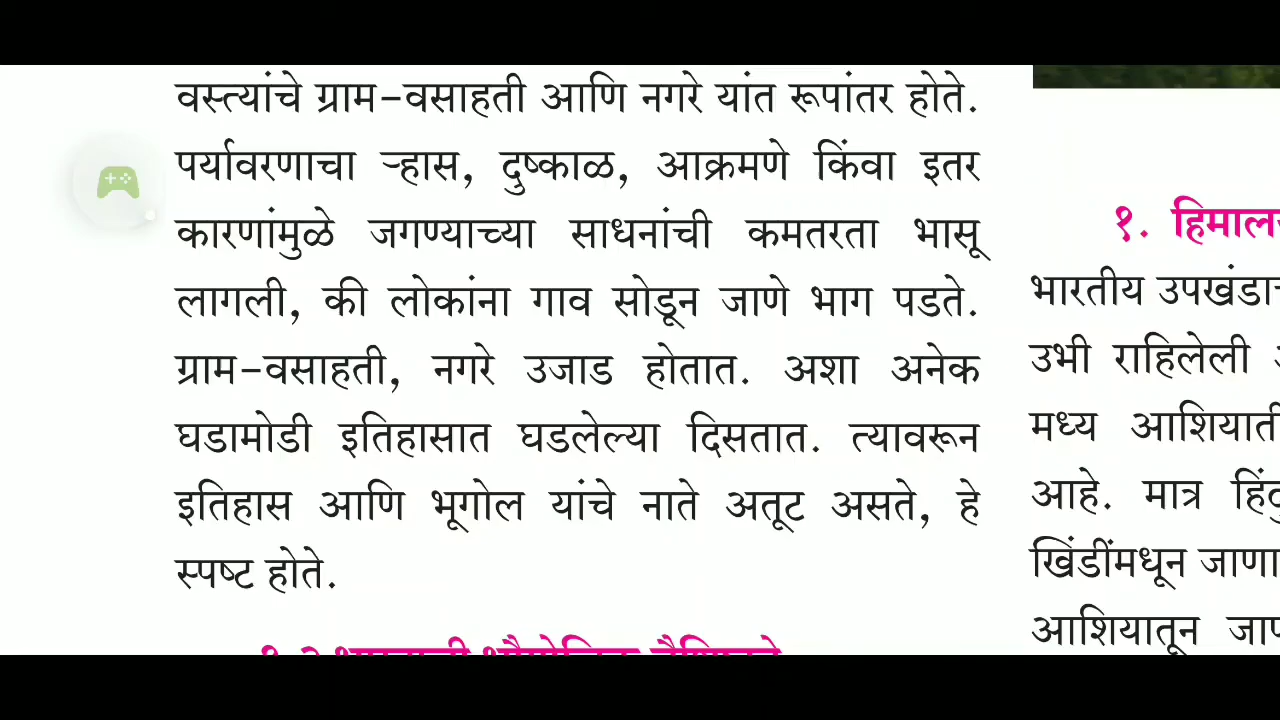 वस्त्यांचे ग्राम-वसाहती आणि नगरे यांत रूपांतर होते.
पर्यावरणाचा ऱ्हास, दुष्काळ, आक्रमणे किंवा इतर
कारणांमुळे जगण्याच्या साधनांची कमतरता भासू
लागली, की लोकांना गाव सोडून जाणे भाग पडते.
ग्राम-वसाहती, नगरे उजाड होतात. अशा अनेक
घडामोडी इतिहासात घडलेल्या दिसतात. त्यावरून
इतिहास आणि भूगोल यांचे नाते अतूट असते, हे
स्पष्ट होते.
१.
भारतीय
उभी राहिलेली
मध्य
आहे. मात्र
खिंडींमधून
आशियातून